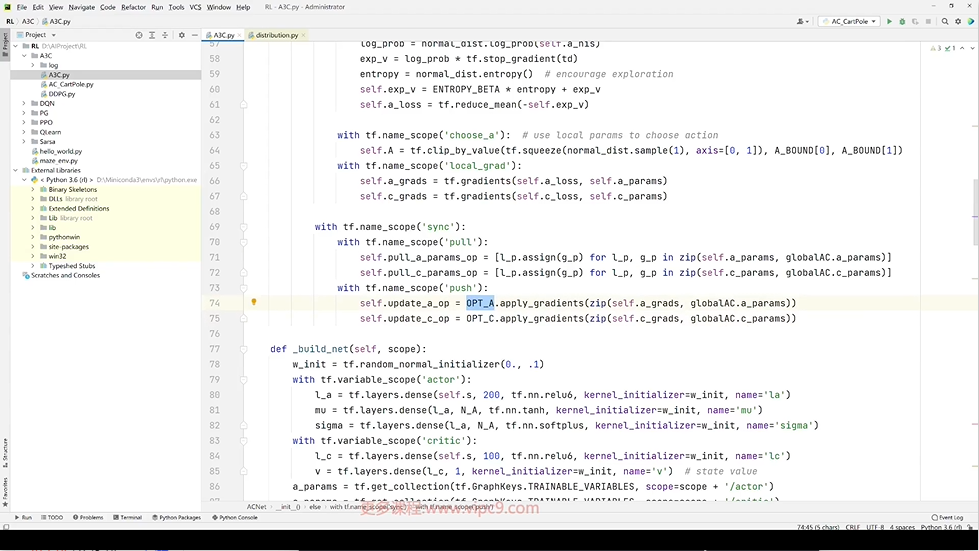 File Edit View Navigate Code Refactor Run Tools VCS Window Help RL - A3C.py - Administrator
RL A3C A3C.py AC_CartPole
Project A3C.py distribution.py
RL D:\AIProject\RL
A3C
log
A3C.py
AC_CartPole.py
DDPG.py
DQN
PG
PPO
QLearn
Sarsa
hello_world.py
maze_env.py
External Libraries
< Python 3.6 (rl) > D:\Miniconda3\envs\rl\python.exe
Binary Skeletons
DLLs library root
Extended Definitions
Lib library root
lib
pythonwin
site-packages
win32
Typeshed Stubs
Scratches and Consoles
Project
Structure
Favorites
3 1
57 log_prob = normal_dist.log_prob(self.a_his)
58 exp_v = log_prob * tf.stop_gradient(td)
59 entropy = normal_dist.entropy() # encourage exploration
60 self.exp_v = ENTROPY_BETA * entropy + exp_v
61 self.a_loss = tf.reduce_mean(-self.exp_v)
62
63 with tf.name_scope('choose_a'): # use local params to choose action
64 self.A = tf.clip_by_value(tf.squeeze(normal_dist.sample(1), axis=[0, 1]), A_BOUND[0], A_BOUND[1])
65 with tf.name_scope('local_grad'):
66 self.a_grads = tf.gradients(self.a_loss, self.a_params)
67 self.c_grads = tf.gradients(self.c_loss, self.c_params)
68
69 with tf.name_scope('sync'):
70 with tf.name_scope('pull'):
71 self.pull_a_params_op = [l_p.assign(g_p) for l_p, g_p in zip(self.a_params, globalAC.a_params)]
72 self.pull_c_params_op = [l_p.assign(g_p) for l_p, g_p in zip(self.c_params, globalAC.c_params)]
73 with tf.name_scope('push'):
74 self.update_a_op = OPT_A.apply_gradients(zip(self.a_grads, globalAC.a_params))
75 self.update_c_op = OPT_C.apply_gradients(zip(self.c_grads, globalAC.c_params))
76
77 def _build_net(self, scope):
78 w_init = tf.random_normal_initializer(0., .1)
79 with tf.variable_scope('actor'):
80 l_a = tf.layers.dense(self.s, 200, tf.nn.relu6, kernel_initializer=w_init, name='la')
81 mu = tf.layers.dense(l_a, N_A, tf.nn.tanh, kernel_initializer=w_init, name='mu')
82 sigma = tf.layers.dense(l_a, N_A, tf.nn.softplus, kernel_initializer=w_init, name='sigma')
83 with tf.variable_scope('critic'):
84 l_c = tf.layers.dense(self.s, 100, tf.nn.relu6, kernel_initializer=w_init, name='lc')
85 v = tf.layers.dense(l_c, 1, kernel_initializer=w_init, name='v') # state value
86 a_params = tf.get_collection(tf.GraphKeys.TRAINABLE_VARIABLES, scope=scope + '/actor')
ACNet __init__() else with tf.name_scope('sync') with tf.name_scope('push')
更多课程:www.vipc9.com
Run TODO Problems Terminal Python Packages Python Console Event Log
74:45 (5 chars) CRLF UTF-8 4 spaces Python 3.6 (rl)